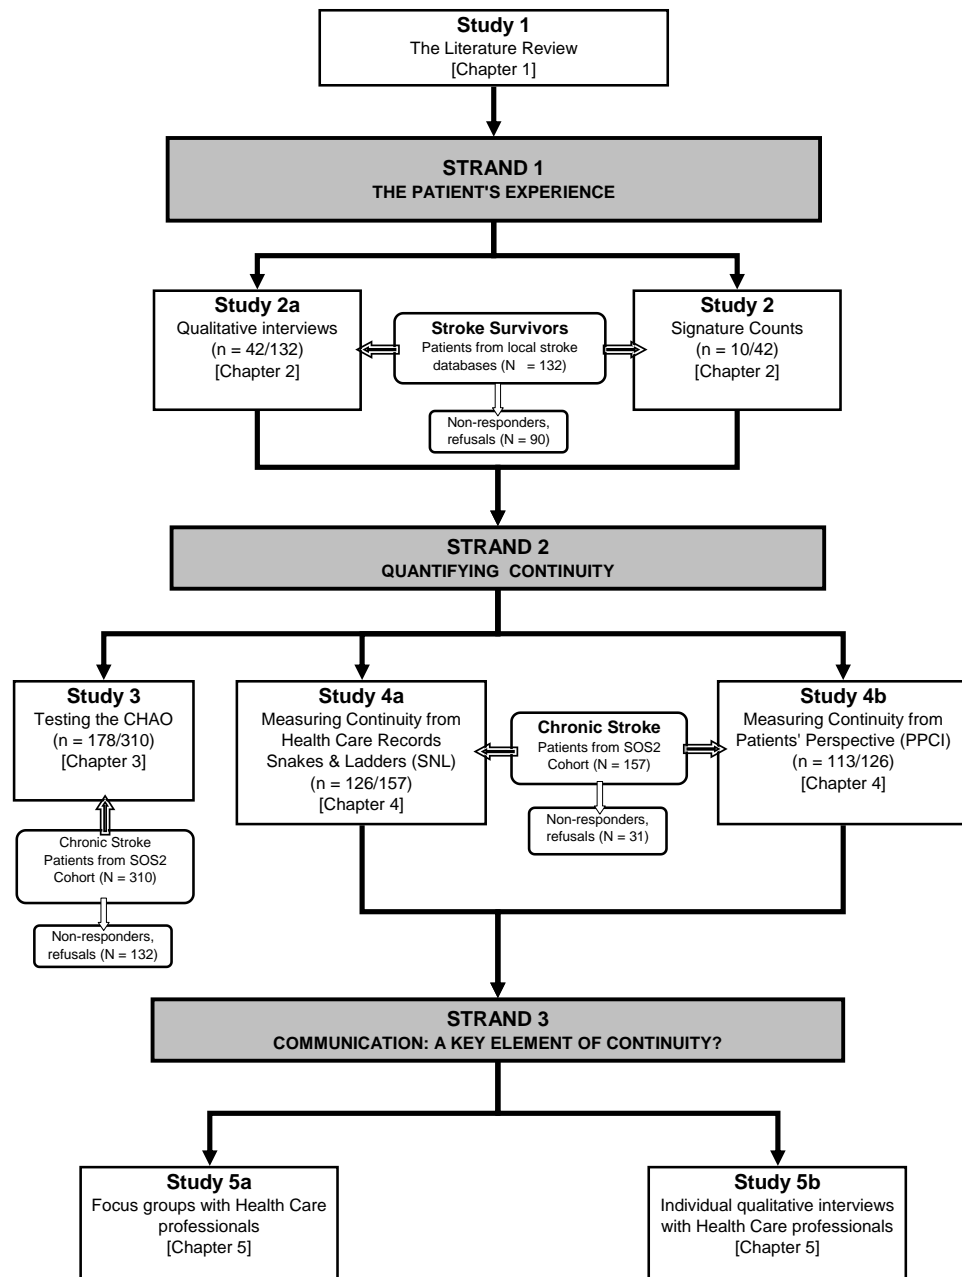 Study 1
The Literature Review
[Chapter 1]
STRAND 1
THE PATIENT'S EXPERIENCE
Study 2a
Qualitative interviews
(n = 42/132)
[Chapter 2]
Stroke Survivors
Patients from local stroke
databases (N = 132)
Non-responders,
refusals (N = 90)
Study 2
Signature Counts
(n = 10/42)
[Chapter 2]
STRAND 2
QUANTIFYING CONTINUITY
Study 3
Testing the CHAO
(n = 178/310)
[Chapter 3]
Chronic Stroke
Patients from SOS2
Cohort (N = 310)
Non-responders,
refusals (N = 132)
Study 4a
Measuring Continuity from
Health Care Records
Snakes & Ladders (SNL)
(n = 126/157)
[Chapter 4]
Chronic Stroke
Patients from SOS2
Cohort (N = 157)
Non-responders,
refusals (N = 31)
Study 4b
Measuring Continuity from
Patients' Perspective (PPCI)
(n = 113/126)
[Chapter 4]
STRAND 3
COMMUNICATION: A KEY ELEMENT OF CONTINUITY?
Study 5a
Focus groups with Health Care
professionals
[Chapter 5]
Study 5b
Individual qualitative interviews
with Health Care professionals
[Chapter 5]